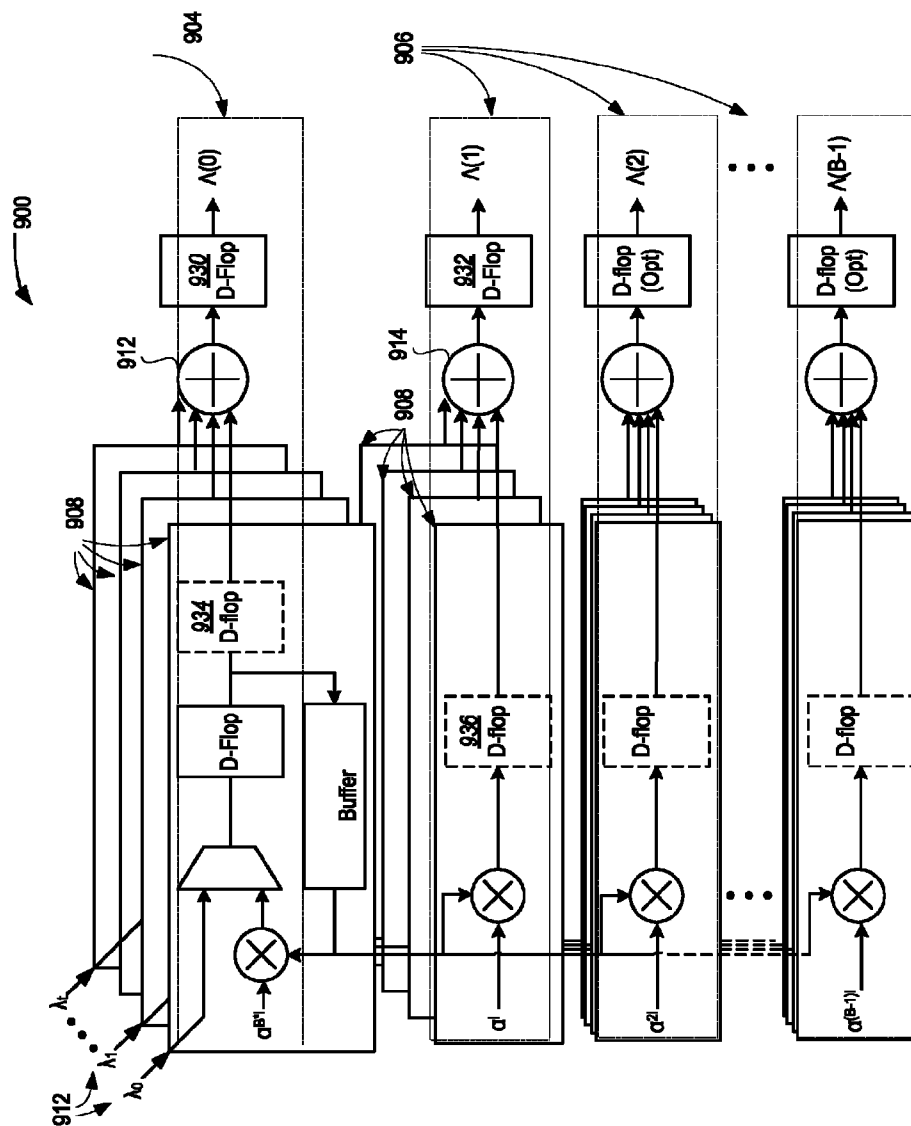 900
904
906
908
912
930
D-Flop
Λ(0)
934
D-flop
D-Flop
Buffer
λt
λ1
λ0
912
α^B*l
908
914
932
D-Flop
Λ(1)
936
D-flop
α^l
D-flop
(Opt)
Λ(2)
D-flop
α^2l
D-flop
(Opt)
Λ(B-1)
D-flop
α^(B-1)l